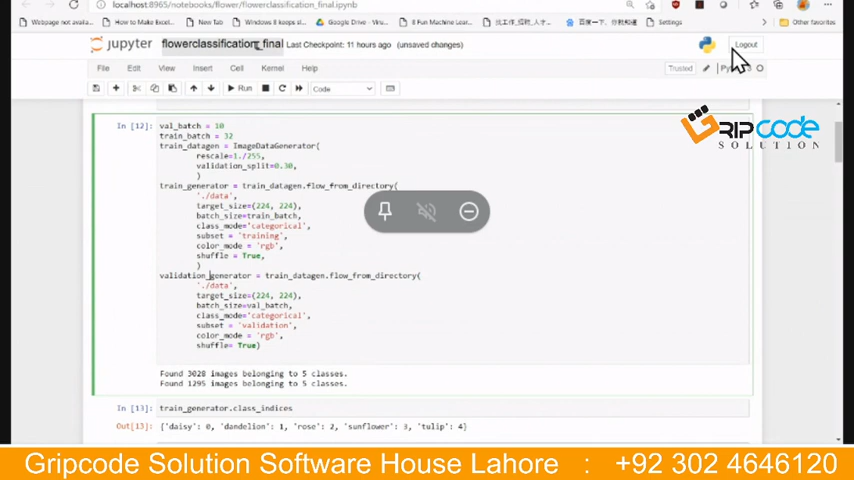 localhost:8965/notebooks/flower/flowerclassification_final.ipynb
Webpage not availa...
How to Make Excel...
New Tab
Windows 8 keeps sl...
Google Drive - Virtu...
8 Fun Machine Learn...
Settings
Other favorites
jupyter flowerclassification_final Last Checkpoint: 11 hours ago (unsaved changes)
Logout
File Edit View Insert Cell Kernel Help
Trusted
Run
Code
GRIPCODE
SOLUTION
In [12]: val_batch = 10
train_batch = 32
train_datagen = ImageDataGenerator(
rescale=1./255,
validation_split=0.30,
)
train_generator = train_datagen.flow_from_directory(
'./data',
target_size=(224, 224),
batch_size=train_batch,
class_mode='categorical',
subset = 'training',
color_mode = 'rgb',
shuffle = True,
)
validation_generator = train_datagen.flow_from_directory(
'./data',
target_size=(224, 224),
batch_size=val_batch,
class_mode='categorical',
subset = 'validation',
color_mode = 'rgb',
shuffle= True)
Found 3028 images belonging to 5 classes.
Found 1295 images belonging to 5 classes.
In [13]: train_generator.class_indices
Out[13]: {'daisy': 0, 'dandelion': 1, 'rose': 2, 'sunflower': 3, 'tulip': 4}
Gripcode Solution Software House Lahore : +92 302 4646120